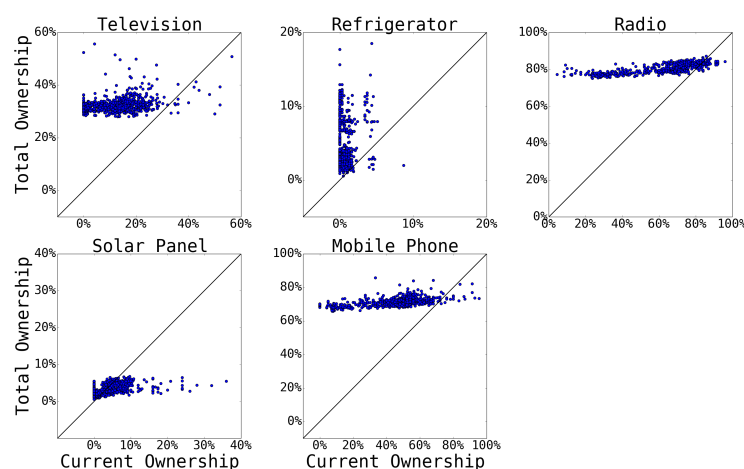 Television
60%
40%
20%
0%
0% 20% 40% 60%
Total Ownership
Refrigerator
20%
10%
0%
0% 10% 20%
Radio
100%
80%
60%
40%
20%
0%
0% 20% 40% 60% 80% 100%
Solar Panel
40%
30%
20%
10%
0%
0% 10% 20% 30% 40%
Total Ownership
Current Ownership
Mobile Phone
100%
80%
60%
40%
20%
0%
0% 20% 40% 60% 80% 100%
Current Ownership